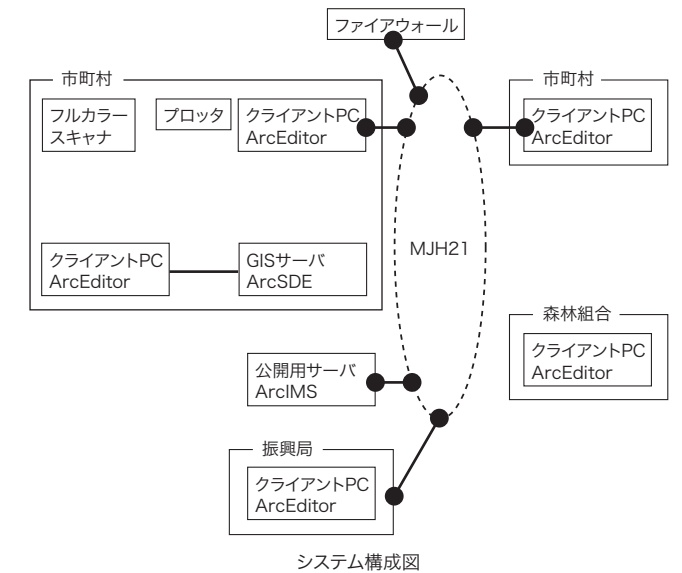 ファイアウォール
市町村
フルカラー
スキャナ
プロッタ
クライアントPC
ArcEditor
市町村
クライアントPC
ArcEditor
クライアントPC
ArcEditor
GISサーバ
ArcSDE
MJH21
森林組合
クライアントPC
ArcEditor
公開用サーバ
ArcIMS
振興局
クライアントPC
ArcEditor
システム構成図